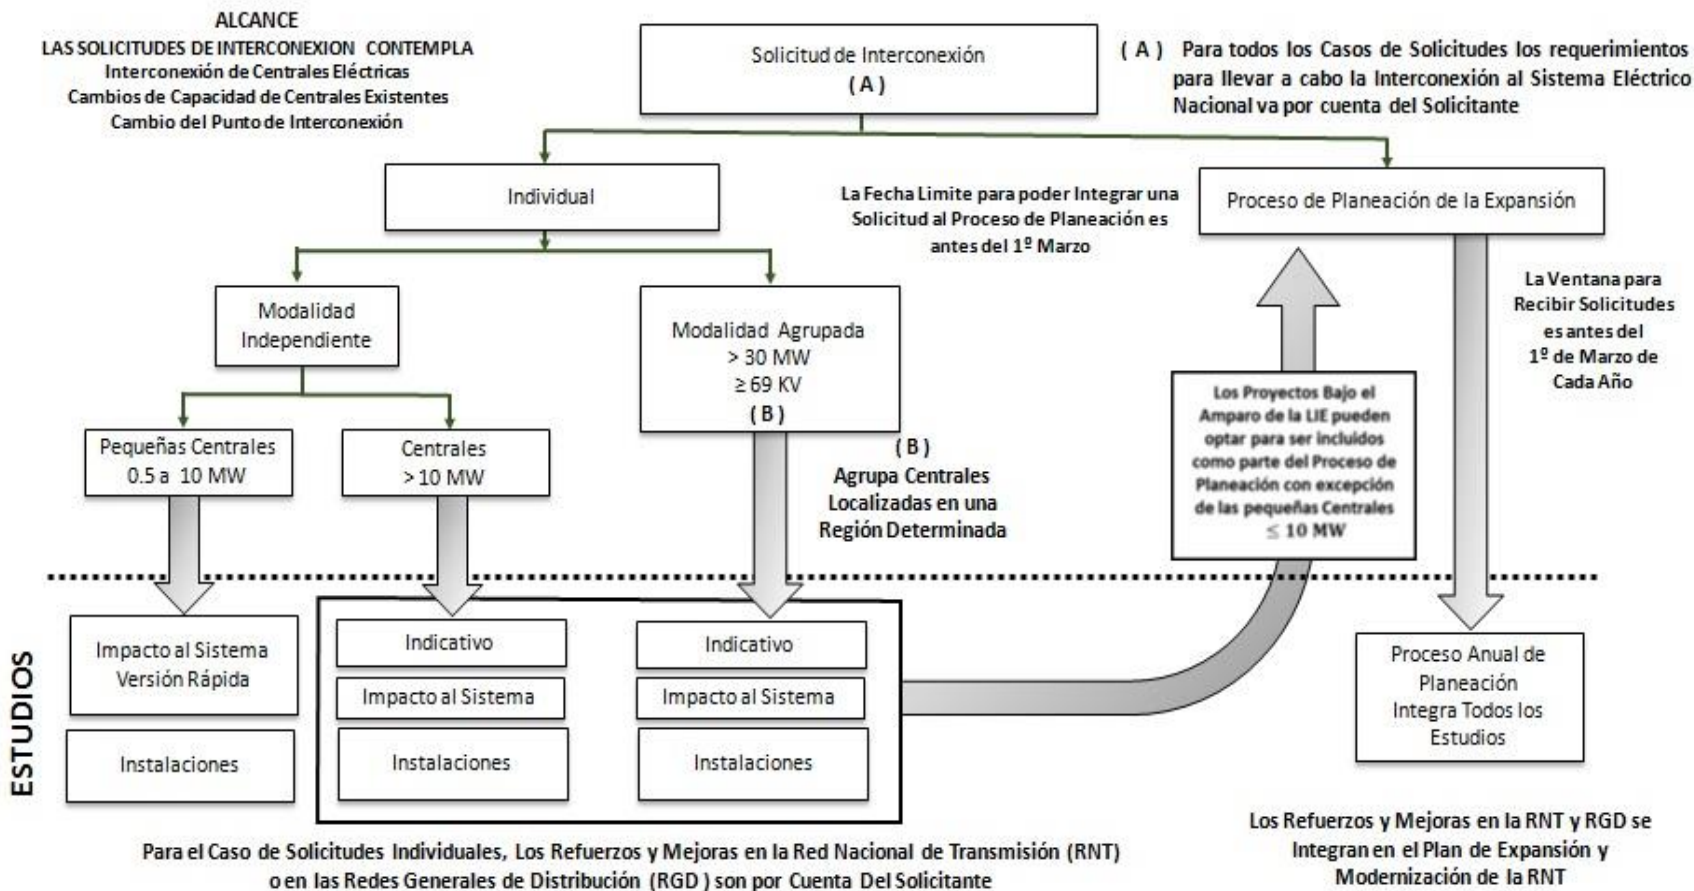 ALCANCE
LAS SOLICITUDES DE INTERCONEXION CONTEMPLA
Interconexión de Centrales Eléctricas
Cambios de Capacidad de Centrales Existentes
Cambio del Punto de Interconexión
Solicitud de Interconexión
( A )
( A ) Para todos los Casos de Solicitudes los requerimientos
para llevar a cabo la Interconexión al Sistema Eléctrico
Nacional va por cuenta del Solicitante
Individual
La Fecha Limite para poder Integrar una
Solicitud al Proceso de Planeación es
antes del 1º Marzo
Proceso de Planeación de la Expansión
Modalidad
Independiente
Modalidad Agrupada
> 30 MW
≥ 69 KV
( B )
La Ventana para
Recibir Solicitudes
es antes del
1º de Marzo de
Cada Año
Pequeñas Centrales
0.5 a 10 MW
Centrales
> 10 MW
( B )
Agrupa Centrales
Localizadas en una
Región Determinada
Los Proyectos Bajo el
Amparo de la LIE pueden
optar para ser incluidos
como parte del Proceso de
Planeación con excepción
de las pequeñas Centrales
≤ 10 MW
ESTUDIOS
Impacto al Sistema
Versión Rápida
Instalaciones
Indicativo
Impacto al Sistema
Instalaciones
Indicativo
Impacto al Sistema
Instalaciones
Proceso Anual de
Planeación
Integra Todos los
Estudios
Para el Caso de Solicitudes Individuales, Los Refuerzos y Mejoras en la Red Nacional de Transmisión (RNT)
o en las Redes Generales de Distribución (RGD ) son por Cuenta Del Solicitante
Los Refuerzos y Mejoras en la RNT y RGD se
Integran en el Plan de Expansión y
Modernización de la RNT